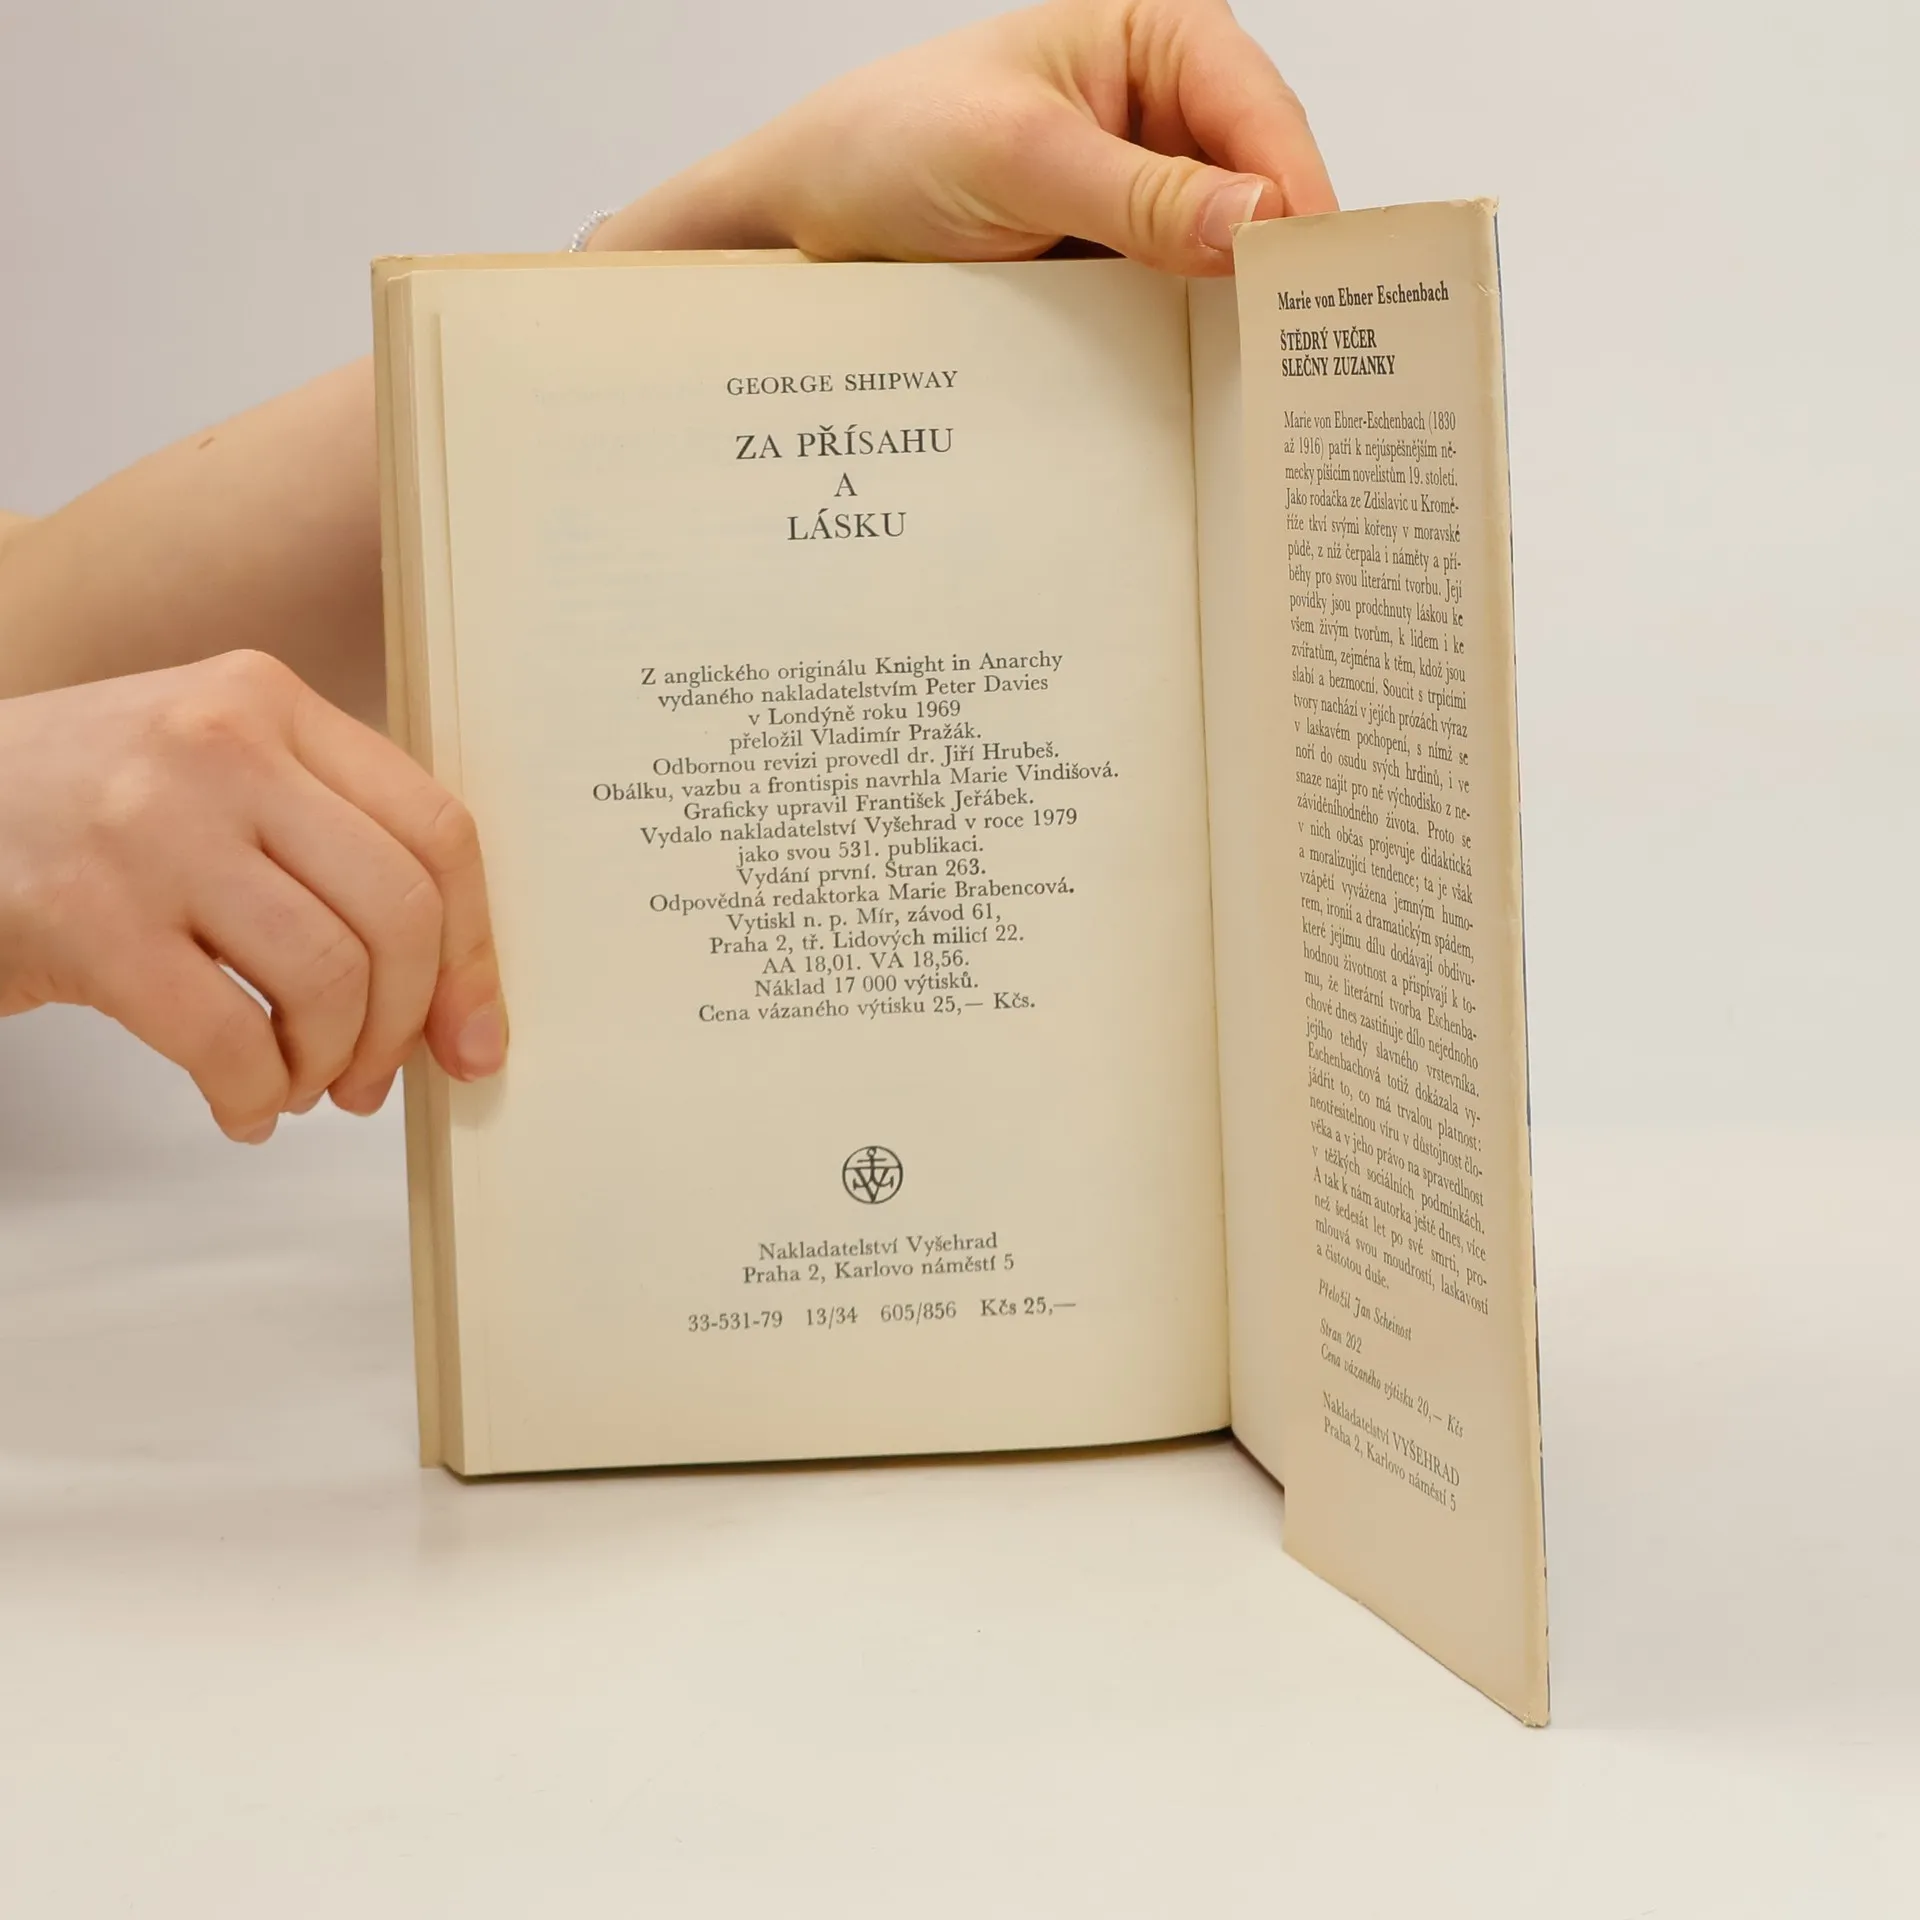 GEORGE SHIPWAY
ZA PŘÍSAHU
A
LÁSKU
Z anglického originálu Knight in Anarchy
vydaného nakladatelstvím Peter Davies
v Londýně roku 1969
přeložil Vladimír Pražák.
Odbornou revizi provedl dr. Jiří Hrubeš.
Obálku, vazbu a frontispis navrhla Marie Vindišová.
Graficky upravil František Jeřábek.
Vydalo nakladatelství Vyšehrad v roce 1979
jako svou 531. publikaci.
Vydání první. Stran 263.
Odpovědná redaktorka Marie Brabencová.
Vytiskl n. p. Mír, závod 61,
Praha 2, tř. Lidových milicí 22.
AA 18,01. VA 18,56.
Náklad 17 000 výtisků.
Cena vázaného výtisku 25,— Kčs.
Nakladatelství Vyšehrad
Praha 2, Karlovo náměstí 5
33-531-79 13/34 605/856 Kčs 25,—
Marie von Ebner Eschenbach
ŠTĚDRÝ VEČER
SLEČNY ZUZANKY
Marie von Ebner-Eschenbach (1830
až 1916) patří k nejúspěšnějším ně-
mecky píšícím novelistům 19. století.
Jako rodačka ze Zdislavic u Kromě-
říže tkví svými kořeny v moravské
půdě, z níž čerpala i náměty a pří-
běhy pro svou literární tvorbu. Její
povídky jsou prodchnuty láskou ke
všem živým tvorům, k lidem i ke
zvířatům, zejména k těm, kdož jsou
slabí a bezmocní. Soucit s trpícími
tvory nachází v jejích prózách výraz
v laskavém pochopení, s nímž se
noří do osudu svých hrdinů, i ve
snaze najít pro ně východisko z ne-
záviděníhodného života. Proto se
v nich občas projevuje didaktická
a moralizující tendence; ta je však
vzápětí vyvážena jemným humo-
rem, ironií a dramatickým spádem,
které jejímu dílu dodávají obdivu-
hodnou životnost a přispívají k to-
mu, že literární tvorba Eschenba-
chové dnes zastiňuje dílo nejednoho
jejího tehdy slavného vrstevníka.
Eschenbachová totiž dokázala vy-
jádřit to, co má trvalou platnost:
neotřesitelnou víru v důstojnost člo-
věka a v jeho právo na spravedlnost
v těžkých sociálních podmínkách.
A tak k nám autorka ještě dnes, více
než šedesát let po své smrti, pro-
mlouvá svou moudrostí, laskavostí
a čistotou duše.
Přeložil Jan Scheinost
Stran 202
Cena vázaného výtisku 20,— Kčs
Nakladatelství VYŠEHRAD
Praha 2, Karlovo náměstí 5